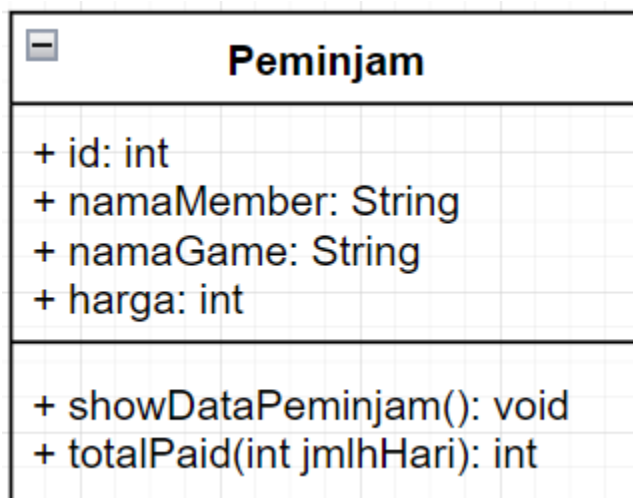 Peminjam
+ id: int
+ namaMember: String
+ namaGame: String
+ harga: int
+ showDataPeminjam(): void
+ totalPaid(int jmlhHari): int